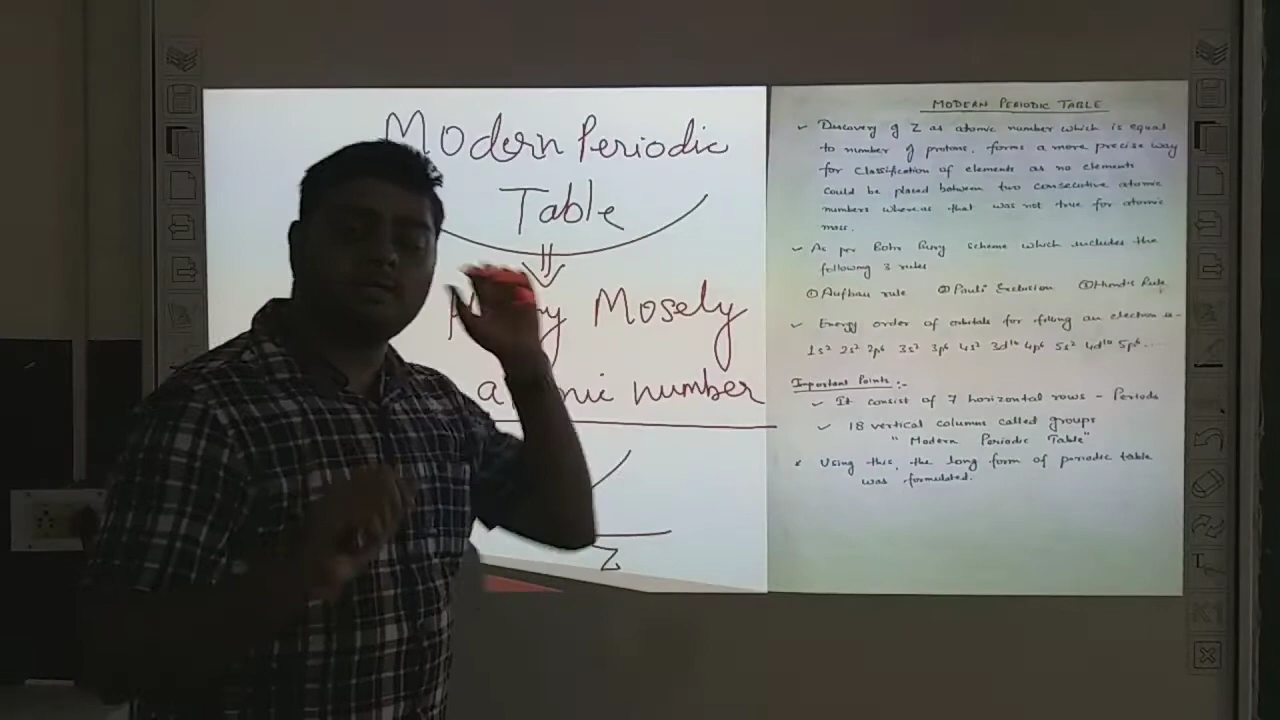 Modern Periodic
Table
Mosely
number
Z
MODERN PERIODIC TABLE
Discovery of Z as atomic number which is equal
to number of protons, forms a more precise way
for classification of elements as no elements
could be placed between two consecutive atomic
numbers whereas that was not true for atomic
mass.
As per Bohr Bury scheme which includes the
following 3 rules
① Aufbau rule ② Pauli Exclusion ③ Hund's Rule
Energy order of orbitals for filling an electron is-
1s² 2s² 2p⁶ 3s² 3p⁶ 4s² 3d¹⁰ 4p⁶ 5s² 4d¹⁰ 5p⁶.....
Important Points :-
It consist of 7 horizontal rows - Periods
18 vertical columns called groups
" Modern Periodic Table"
* Using this, the long form of periodic table
was formulated.
T